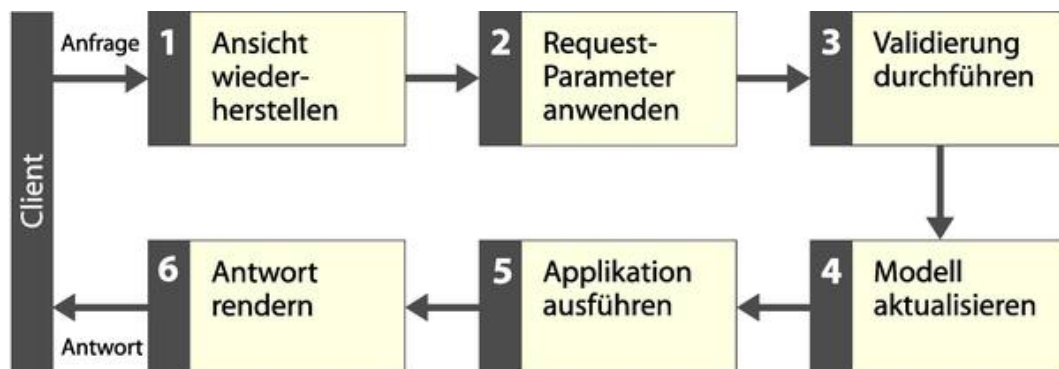 Client
Anfrage
1
Ansicht
wieder-
herstellen
2
Request-
Parameter
anwenden
3
Validierung
durchführen
4
Modell
aktualisieren
5
Applikation
ausführen
6
Antwort
rendern
Antwort